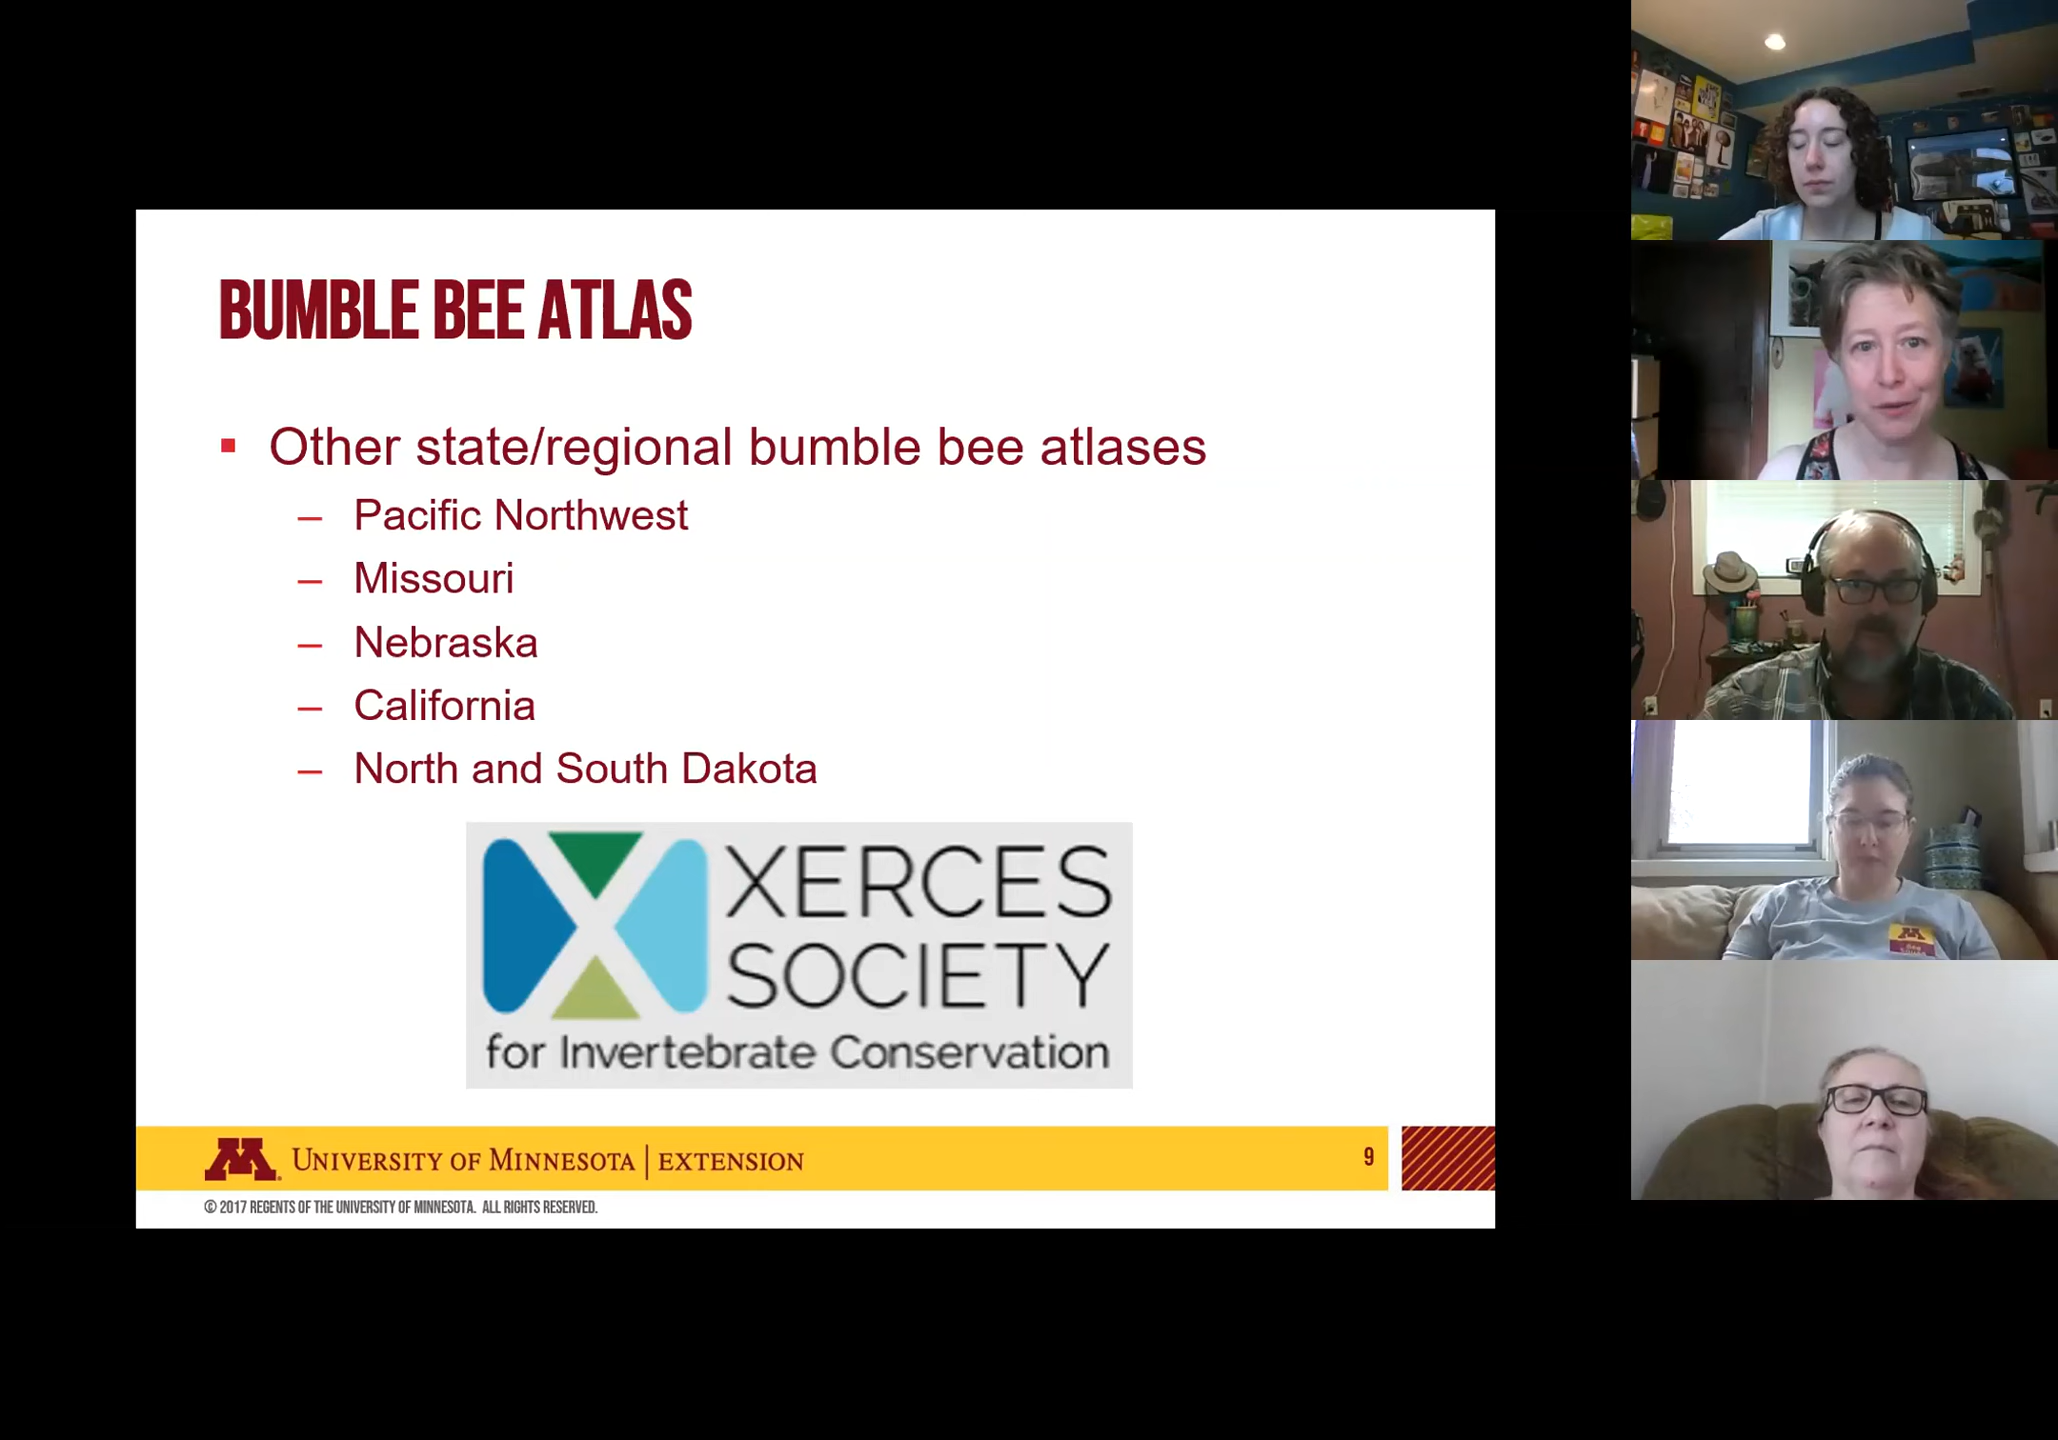 BUMBLE BEE ATLAS
▪ Other state/regional bumble bee atlases
– Pacific Northwest
– Missouri
– Nebraska
– California
– North and South Dakota
XERCES
SOCIETY
for Invertebrate Conservation
M UNIVERSITY OF MINNESOTA | EXTENSION
9
© 2017 REGENTS OF THE UNIVERSITY OF MINNESOTA. ALL RIGHTS RESERVED.